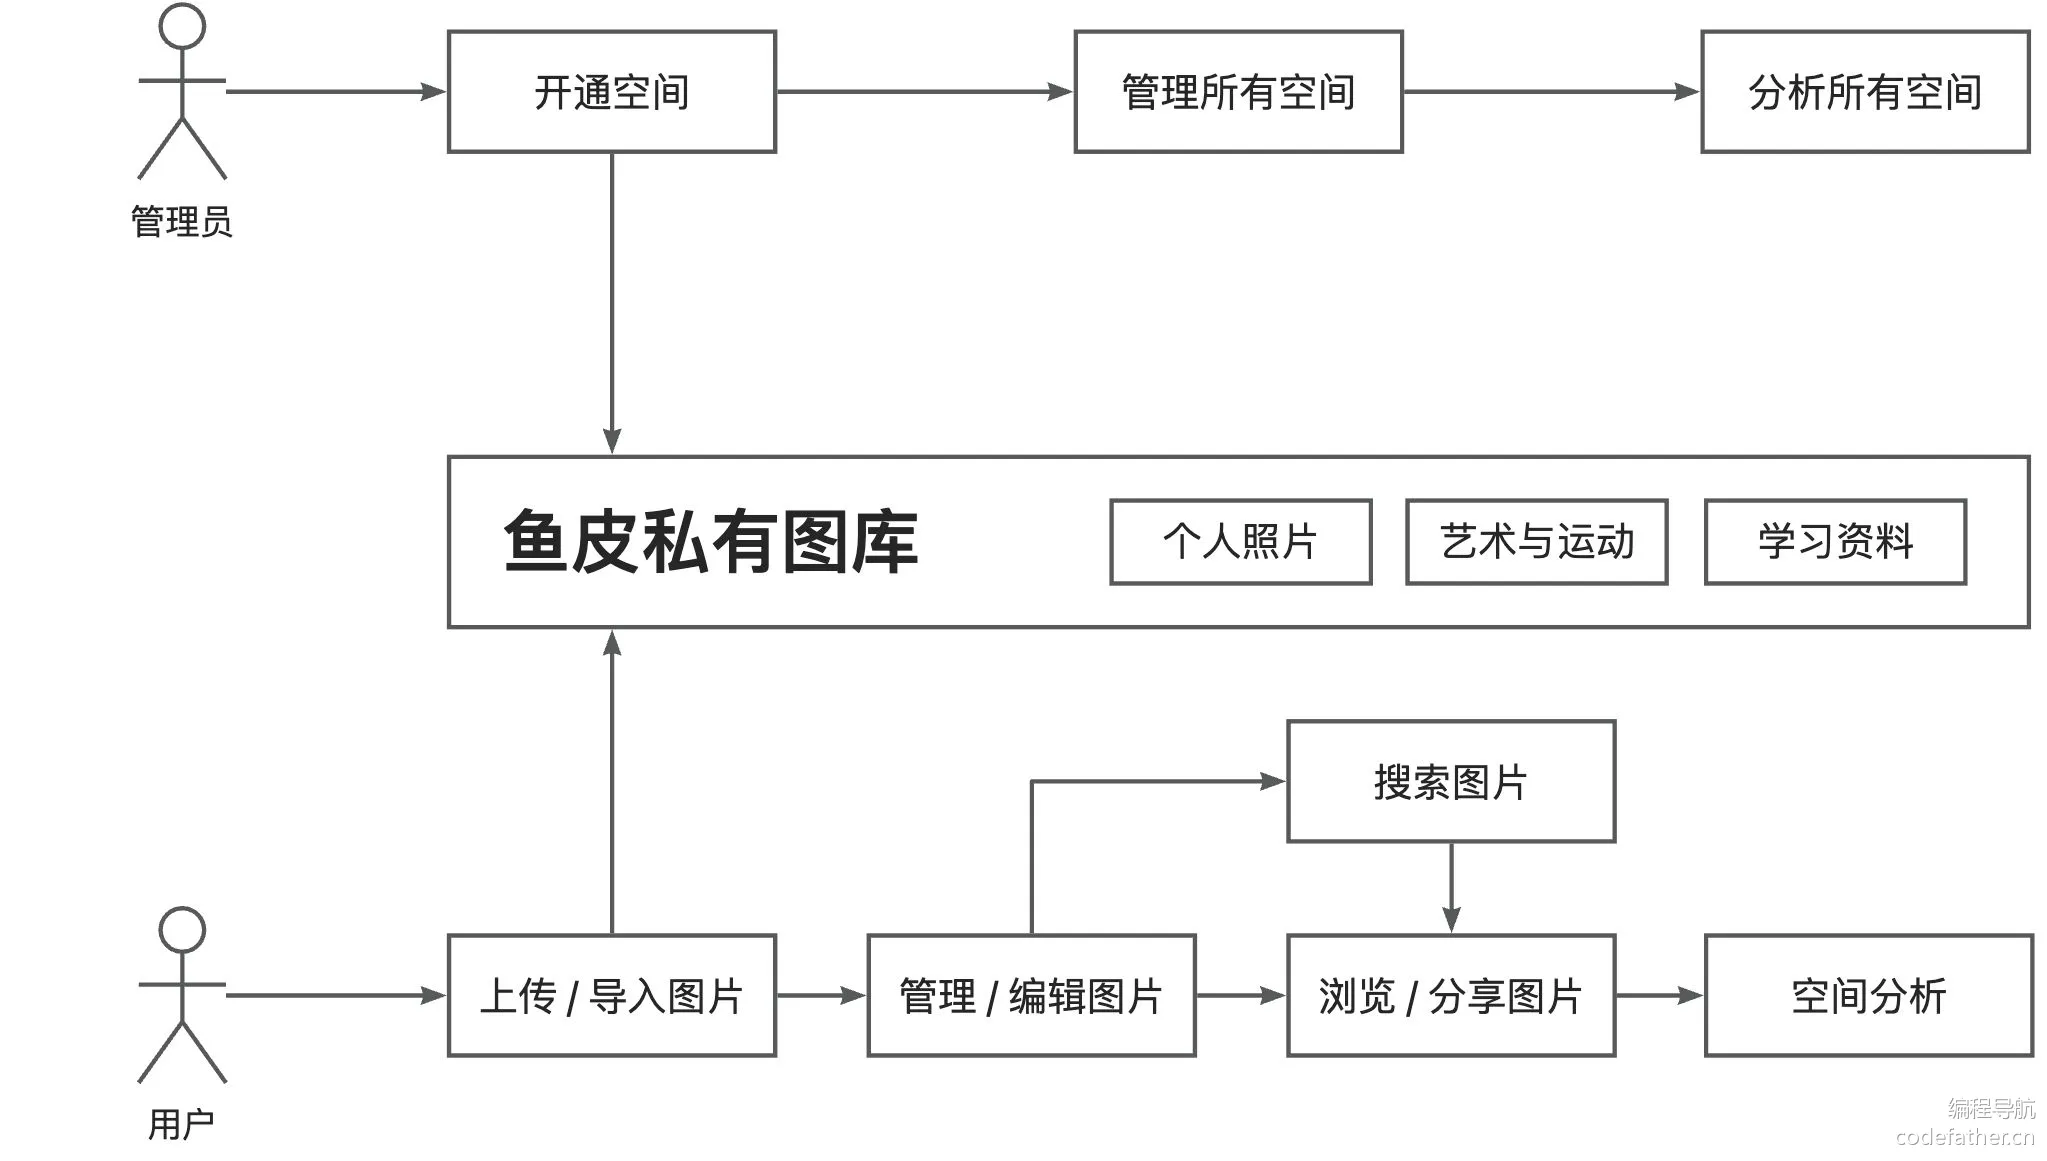 开通空间
管理所有空间
分析所有空间
管理员
鱼皮私有图库
个人照片
艺术与运动
学习资料
搜索图片
上传 / 导入图片
管理 / 编辑图片
浏览 / 分享图片
空间分析
用户
编程导航
codefather.cn